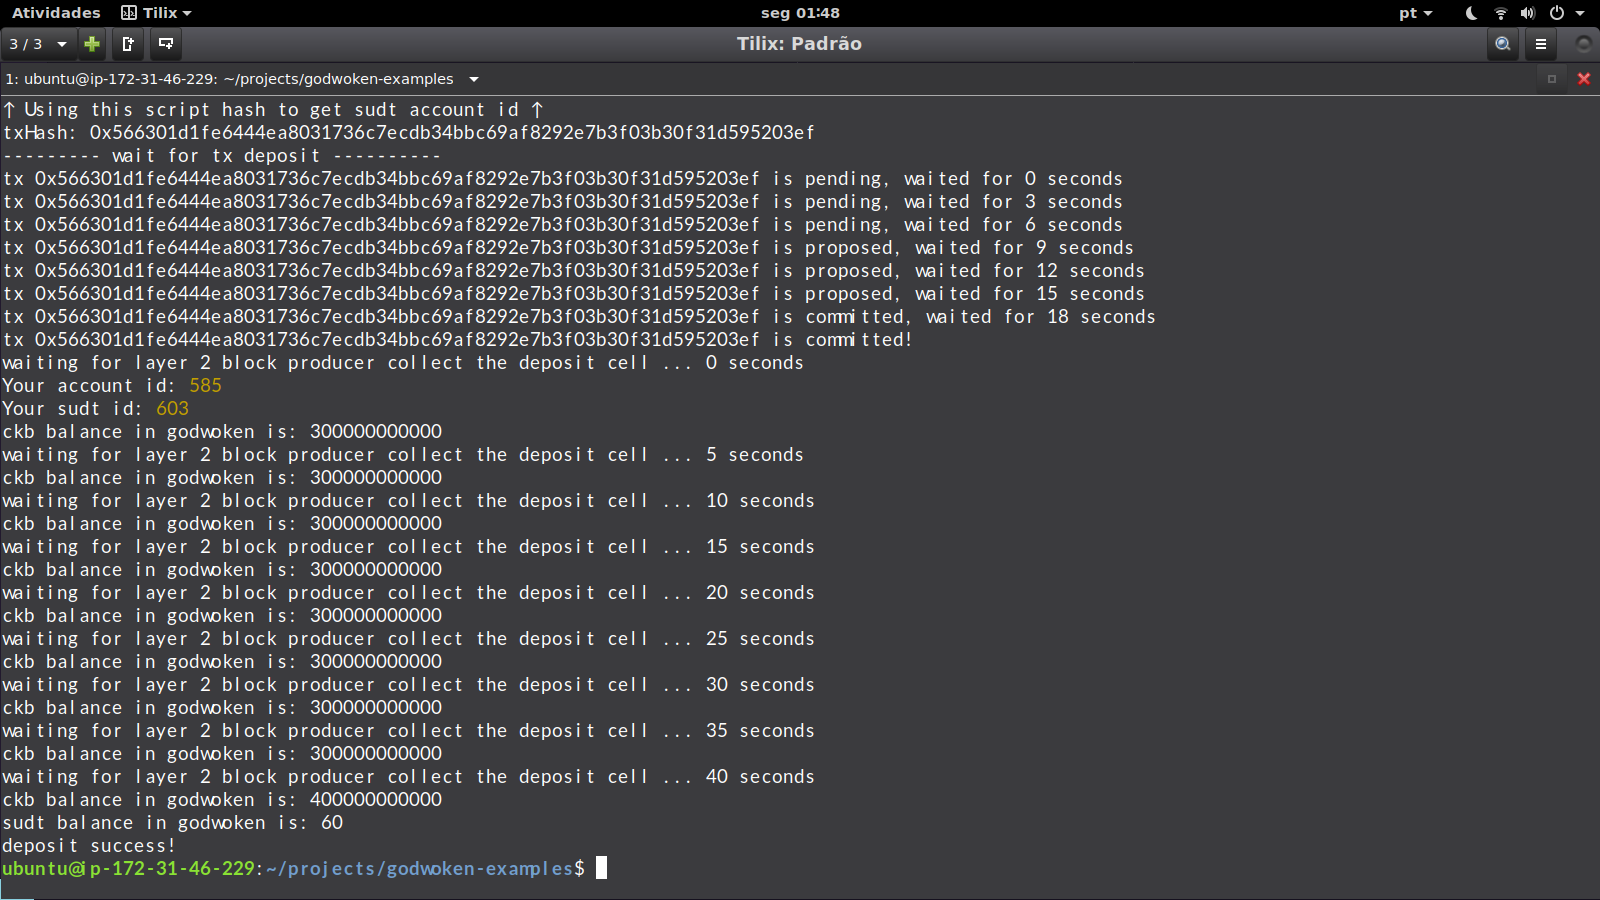 Atividades Tilix seg 01:48 pt
3 / 3 Tilix: Padrão
1: ubuntu@ip-172-31-46-229: ~/projects/godwoken-examples
↑ Using this script hash to get sudt account id ↑
txHash: 0x566301d1fe6444ea8031736c7ecdb34bbc69af8292e7b3f03b30f31d595203ef
--------- wait for tx deposit ----------
tx 0x566301d1fe6444ea8031736c7ecdb34bbc69af8292e7b3f03b30f31d595203ef is pending, waited for 0 seconds
tx 0x566301d1fe6444ea8031736c7ecdb34bbc69af8292e7b3f03b30f31d595203ef is pending, waited for 3 seconds
tx 0x566301d1fe6444ea8031736c7ecdb34bbc69af8292e7b3f03b30f31d595203ef is pending, waited for 6 seconds
tx 0x566301d1fe6444ea8031736c7ecdb34bbc69af8292e7b3f03b30f31d595203ef is proposed, waited for 9 seconds
tx 0x566301d1fe6444ea8031736c7ecdb34bbc69af8292e7b3f03b30f31d595203ef is proposed, waited for 12 seconds
tx 0x566301d1fe6444ea8031736c7ecdb34bbc69af8292e7b3f03b30f31d595203ef is proposed, waited for 15 seconds
tx 0x566301d1fe6444ea8031736c7ecdb34bbc69af8292e7b3f03b30f31d595203ef is committed, waited for 18 seconds
tx 0x566301d1fe6444ea8031736c7ecdb34bbc69af8292e7b3f03b30f31d595203ef is committed!
waiting for layer 2 block producer collect the deposit cell ... 0 seconds
Your account id: 585
Your sudt id: 603
ckb balance in godwoken is: 300000000000
waiting for layer 2 block producer collect the deposit cell ... 5 seconds
ckb balance in godwoken is: 300000000000
waiting for layer 2 block producer collect the deposit cell ... 10 seconds
ckb balance in godwoken is: 300000000000
waiting for layer 2 block producer collect the deposit cell ... 15 seconds
ckb balance in godwoken is: 300000000000
waiting for layer 2 block producer collect the deposit cell ... 20 seconds
ckb balance in godwoken is: 300000000000
waiting for layer 2 block producer collect the deposit cell ... 25 seconds
ckb balance in godwoken is: 300000000000
waiting for layer 2 block producer collect the deposit cell ... 30 seconds
ckb balance in godwoken is: 300000000000
waiting for layer 2 block producer collect the deposit cell ... 35 seconds
ckb balance in godwoken is: 300000000000
waiting for layer 2 block producer collect the deposit cell ... 40 seconds
ckb balance in godwoken is: 400000000000
sudt balance in godwoken is: 60
deposit success!
ubuntu@ip-172-31-46-229:~/projects/godwoken-examples$